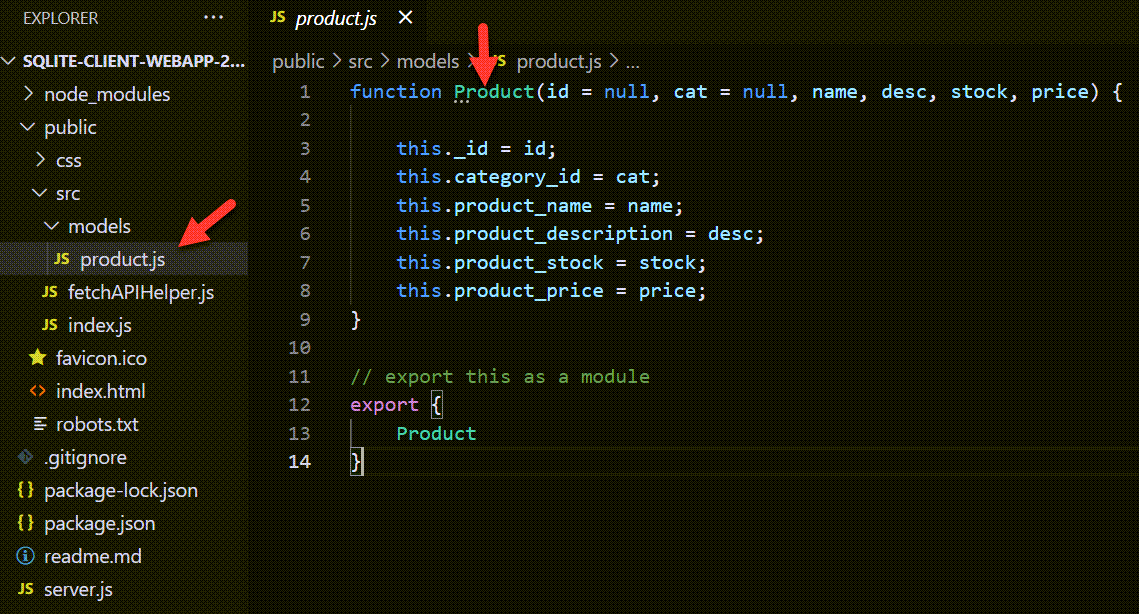 EXPLORER ...
SQLITE-CLIENT-WEBAPP-2...
node_modules
public
css
src
models
JS product.js
JS fetchAPIHelper.js
JS index.js
favicon.ico
<> index.html
robots.txt
.gitignore
{} package-lock.json
{} package.json
readme.md
JS server.js
JS product.js
public > src > models > JS product.js > ...
1 function Product(id = null, cat = null, name, desc, stock, price) {
2
3 this._id = id;
4 this.category_id = cat;
5 this.product_name = name;
6 this.product_description = desc;
7 this.product_stock = stock;
8 this.product_price = price;
9 }
10
11 // export this as a module
12 export {
13 Product
14 }